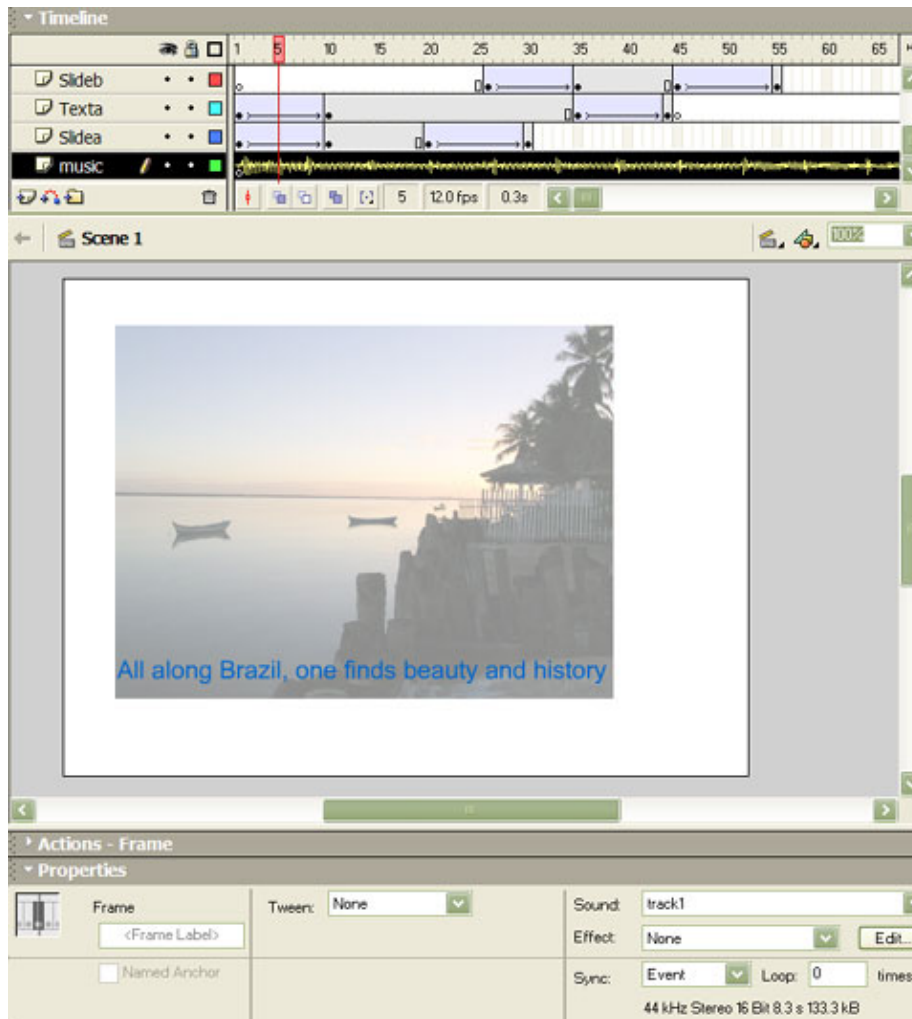 Timeline
1 5 10 15 20 25 30 35 40 45 50 55 60 65
Slideb
Texta
Slidea
music
5 12.0 fps 0.3s
Scene 1
100%
All along Brazil, one finds beauty and history
Actions - Frame
Properties
Frame Tween: None Sound: track1
<Frame Label> Effect: None Edit...
Named Anchor Sync: Event Loop: 0 times
44 kHz Stereo 16 Bit 8.3 s 133.3 kB